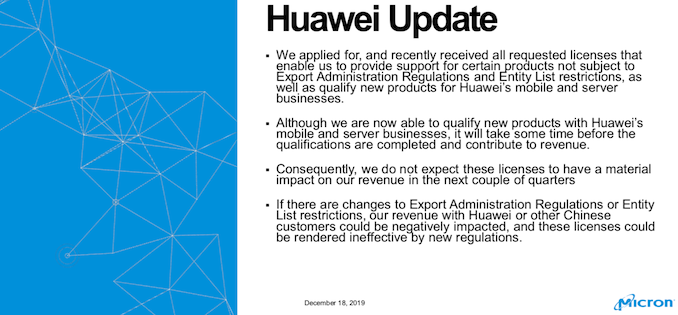 Huawei Update
▪ We applied for, and recently received all requested licenses that
enable us to provide support for certain products not subject to
Export Administration Regulations and Entity List restrictions, as
well as qualify new products for Huawei's mobile and server
businesses.
▪ Although we are now able to qualify new products with Huawei's
mobile and server businesses, it will take some time before the
qualifications are completed and contribute to revenue.
▪ Consequently, we do not expect these licenses to have a material
impact on our revenue in the next couple of quarters
▪ If there are changes to Export Administration Regulations or Entity
List restrictions, our revenue with Huawei or other Chinese
customers could be negatively impacted, and these licenses could
be rendered ineffective by new regulations.
December 18, 2019
Micron